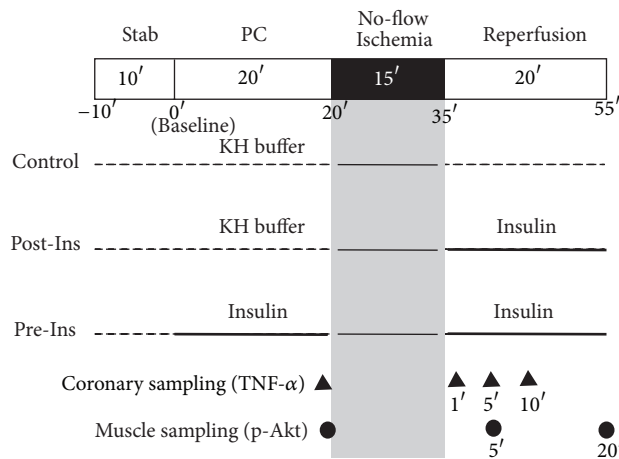 Stab PC No-flow Ischemia Reperfusion
10′ 20′ 15′ 20′
−10′ 0′ 20′ 35′ 55′
(Baseline)
Control KH buffer
Post-Ins KH buffer Insulin
Pre-Ins Insulin Insulin
Coronary sampling (TNF-α)
1′ 5′ 10′
Muscle sampling (p-Akt)
5′ 20′